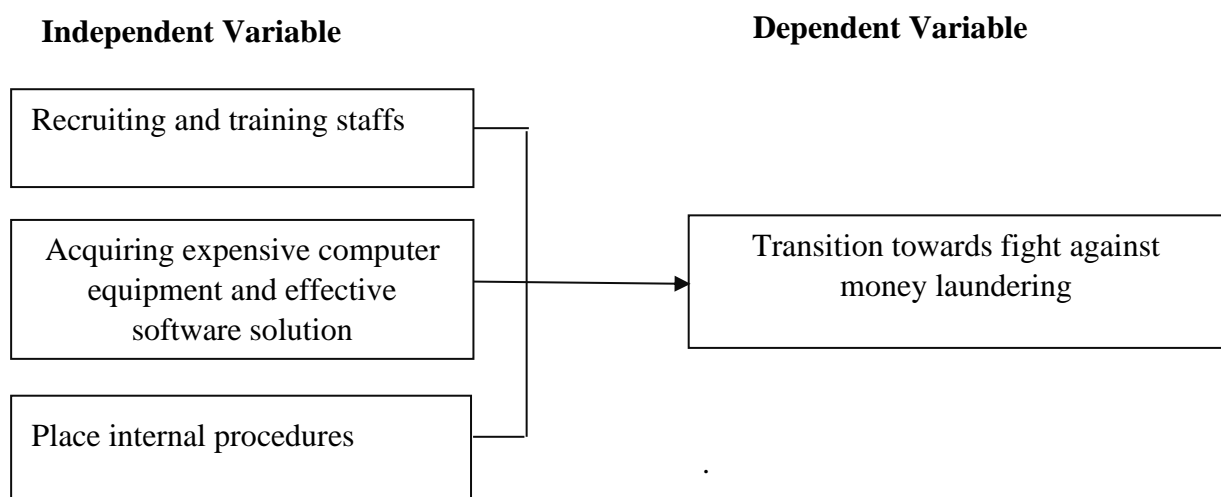 Independent Variable
Dependent Variable
Recruiting and training staffs
Acquiring expensive computer
equipment and effective
software solution
Transition towards fight against
money laundering
Place internal procedures
.